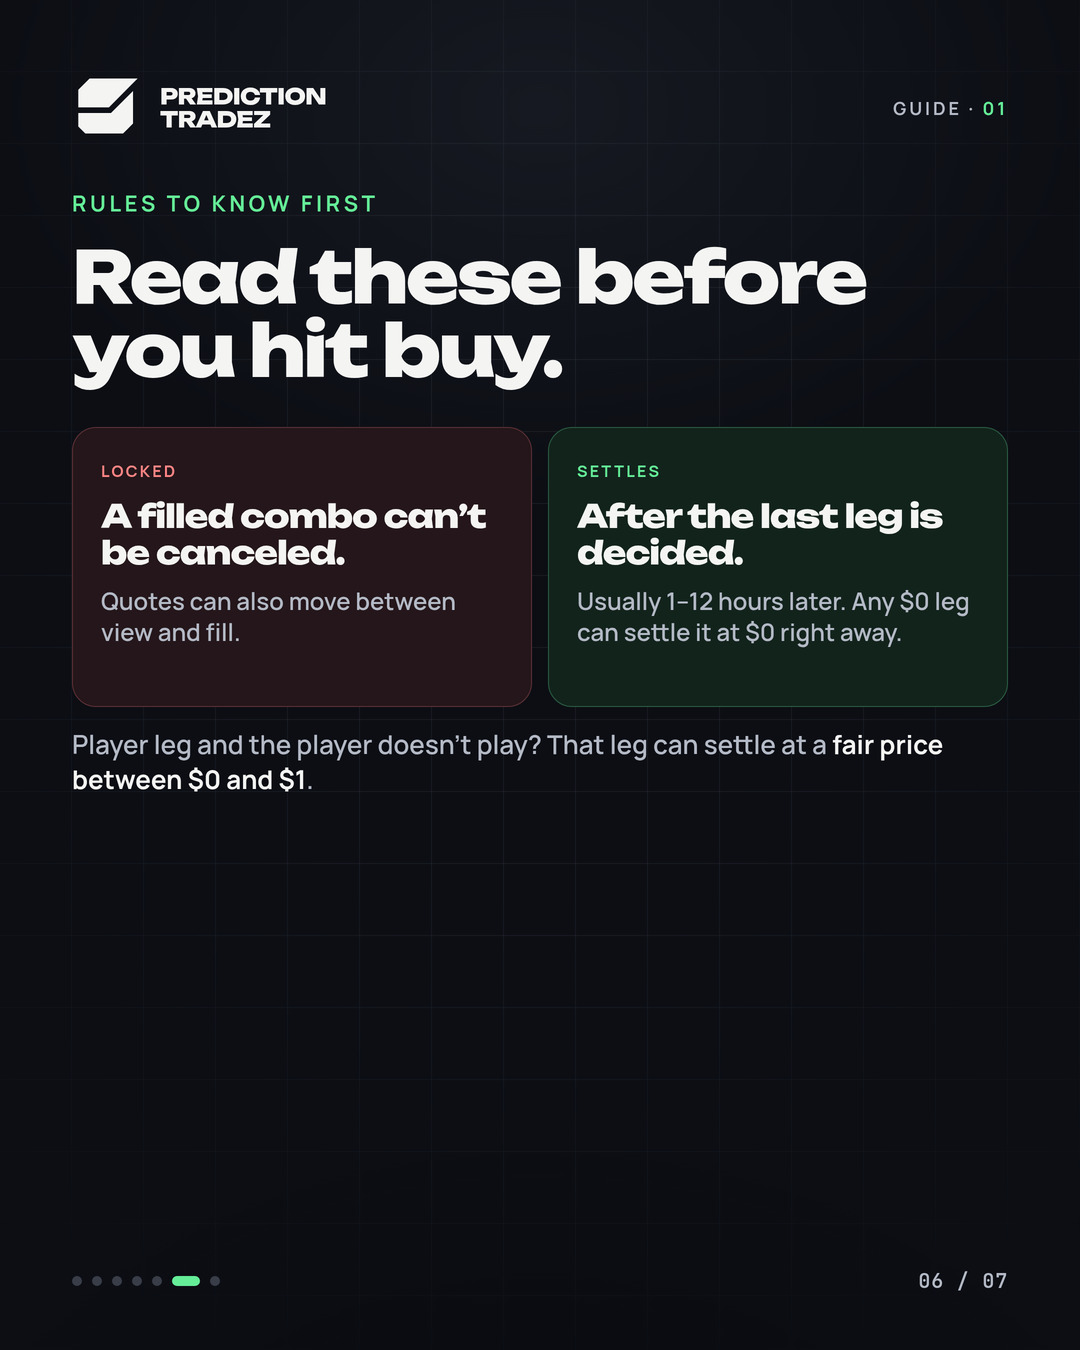 PREDICTION
TRADEZ
GUIDE · 01
RULES TO KNOW FIRST
Read these before
you hit buy.
LOCKED
A filled combo can’t
be canceled.
Quotes can also move between
view and fill.
SETTLES
After the last leg is
decided.
Usually 1–12 hours later. Any $0 leg
can settle it at $0 right away.
Player leg and the player doesn’t play? That leg can settle at a fair price
between $0 and $1.
06 / 07